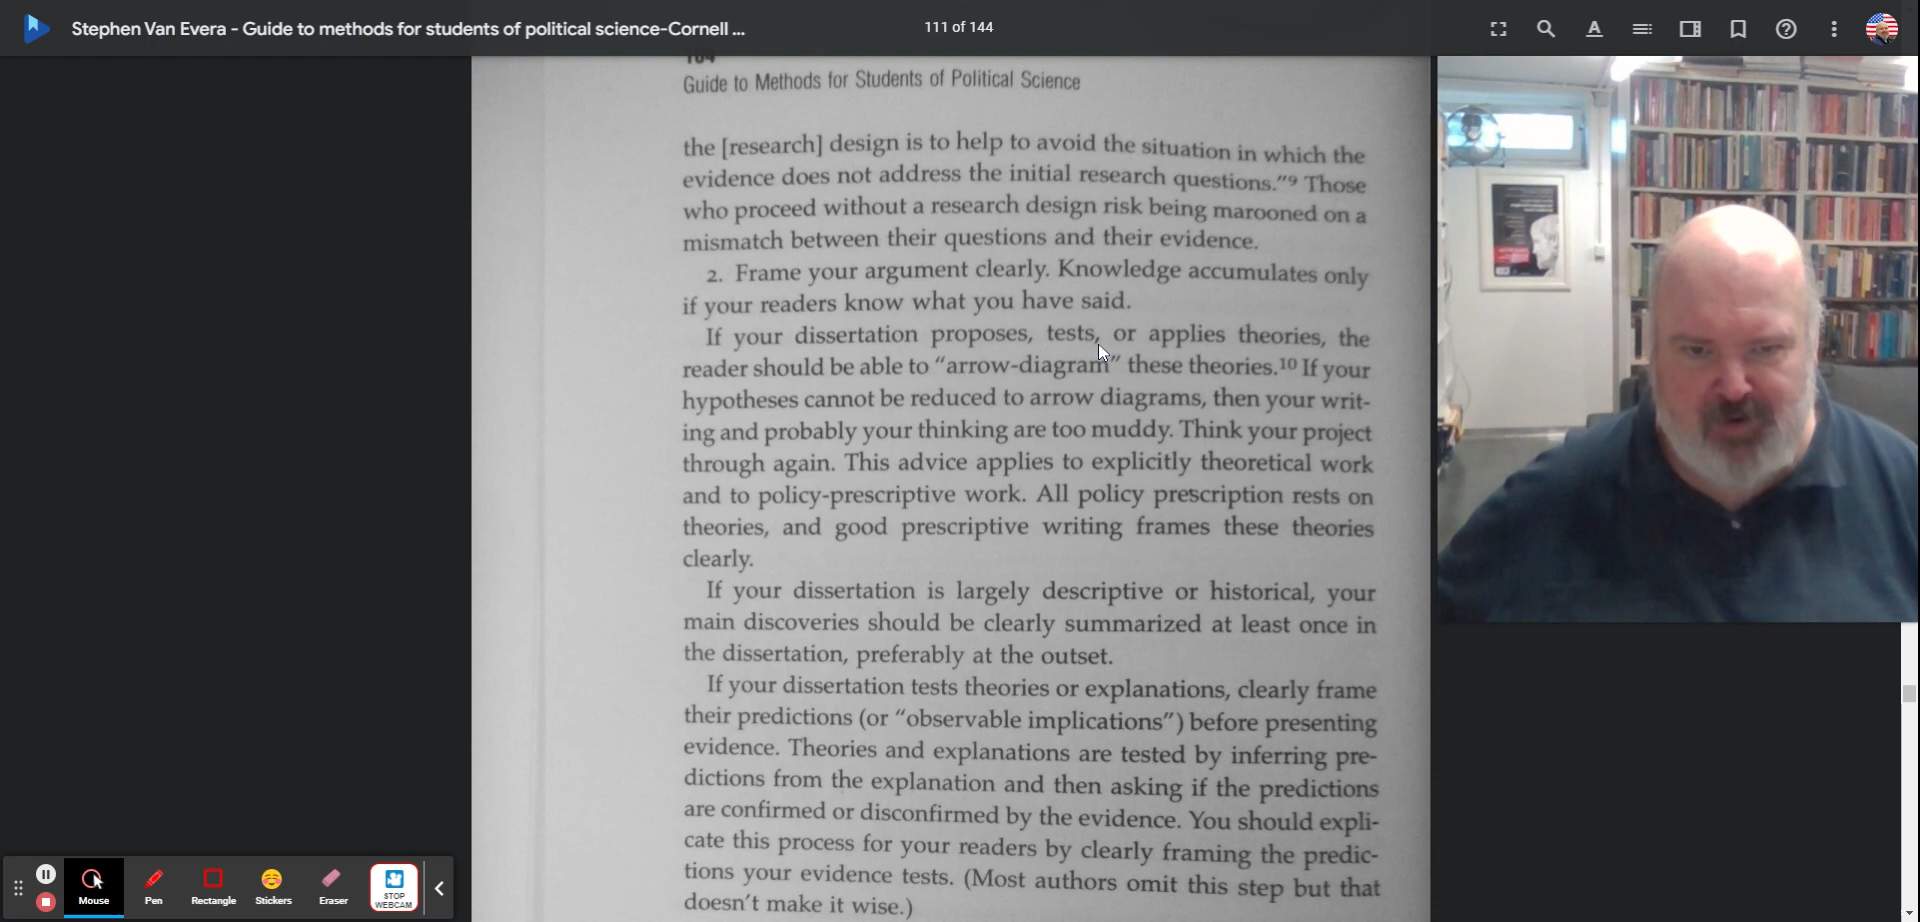 Stephen Van Evera - Guide to methods for students of political science-Cornell ...
111 of 144
104
Guide to Methods for Students of Political Science
the [research] design is to help to avoid the situation in which the
evidence does not address the initial research questions."9 Those
who proceed without a research design risk being marooned on a
mismatch between their questions and their evidence.
2. Frame your argument clearly. Knowledge accumulates only
if your readers know what you have said.
If your dissertation proposes, tests, or applies theories, the
reader should be able to "arrow-diagram" these theories.10 If your
hypotheses cannot be reduced to arrow diagrams, then your writ-
ing and probably your thinking are too muddy. Think your project
through again. This advice applies to explicitly theoretical work
and to policy-prescriptive work. All policy prescription rests on
theories, and good prescriptive writing frames these theories
clearly.
If your dissertation is largely descriptive or historical, your
main discoveries should be clearly summarized at least once in
the dissertation, preferably at the outset.
If your dissertation tests theories or explanations, clearly frame
their predictions (or "observable implications") before presenting
evidence. Theories and explanations are tested by inferring pre-
dictions from the explanation and then asking if the predictions
are confirmed or disconfirmed by the evidence. You should expli-
cate this process for your readers by clearly framing the predic-
tions your evidence tests. (Most authors omit this step but that
doesn't make it wise.)
Mouse
Pen
Rectangle
Stickers
Eraser
STOP
WEBCAM